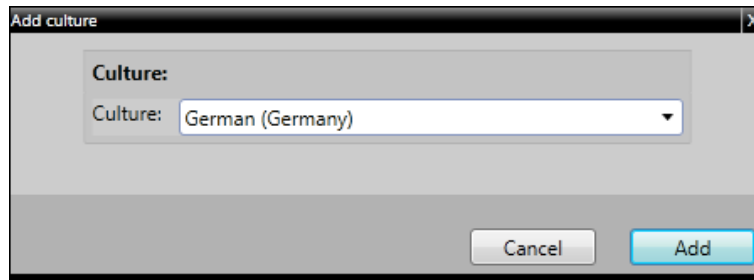 Add culture
Culture:
Culture: German (Germany)
Cancel Add